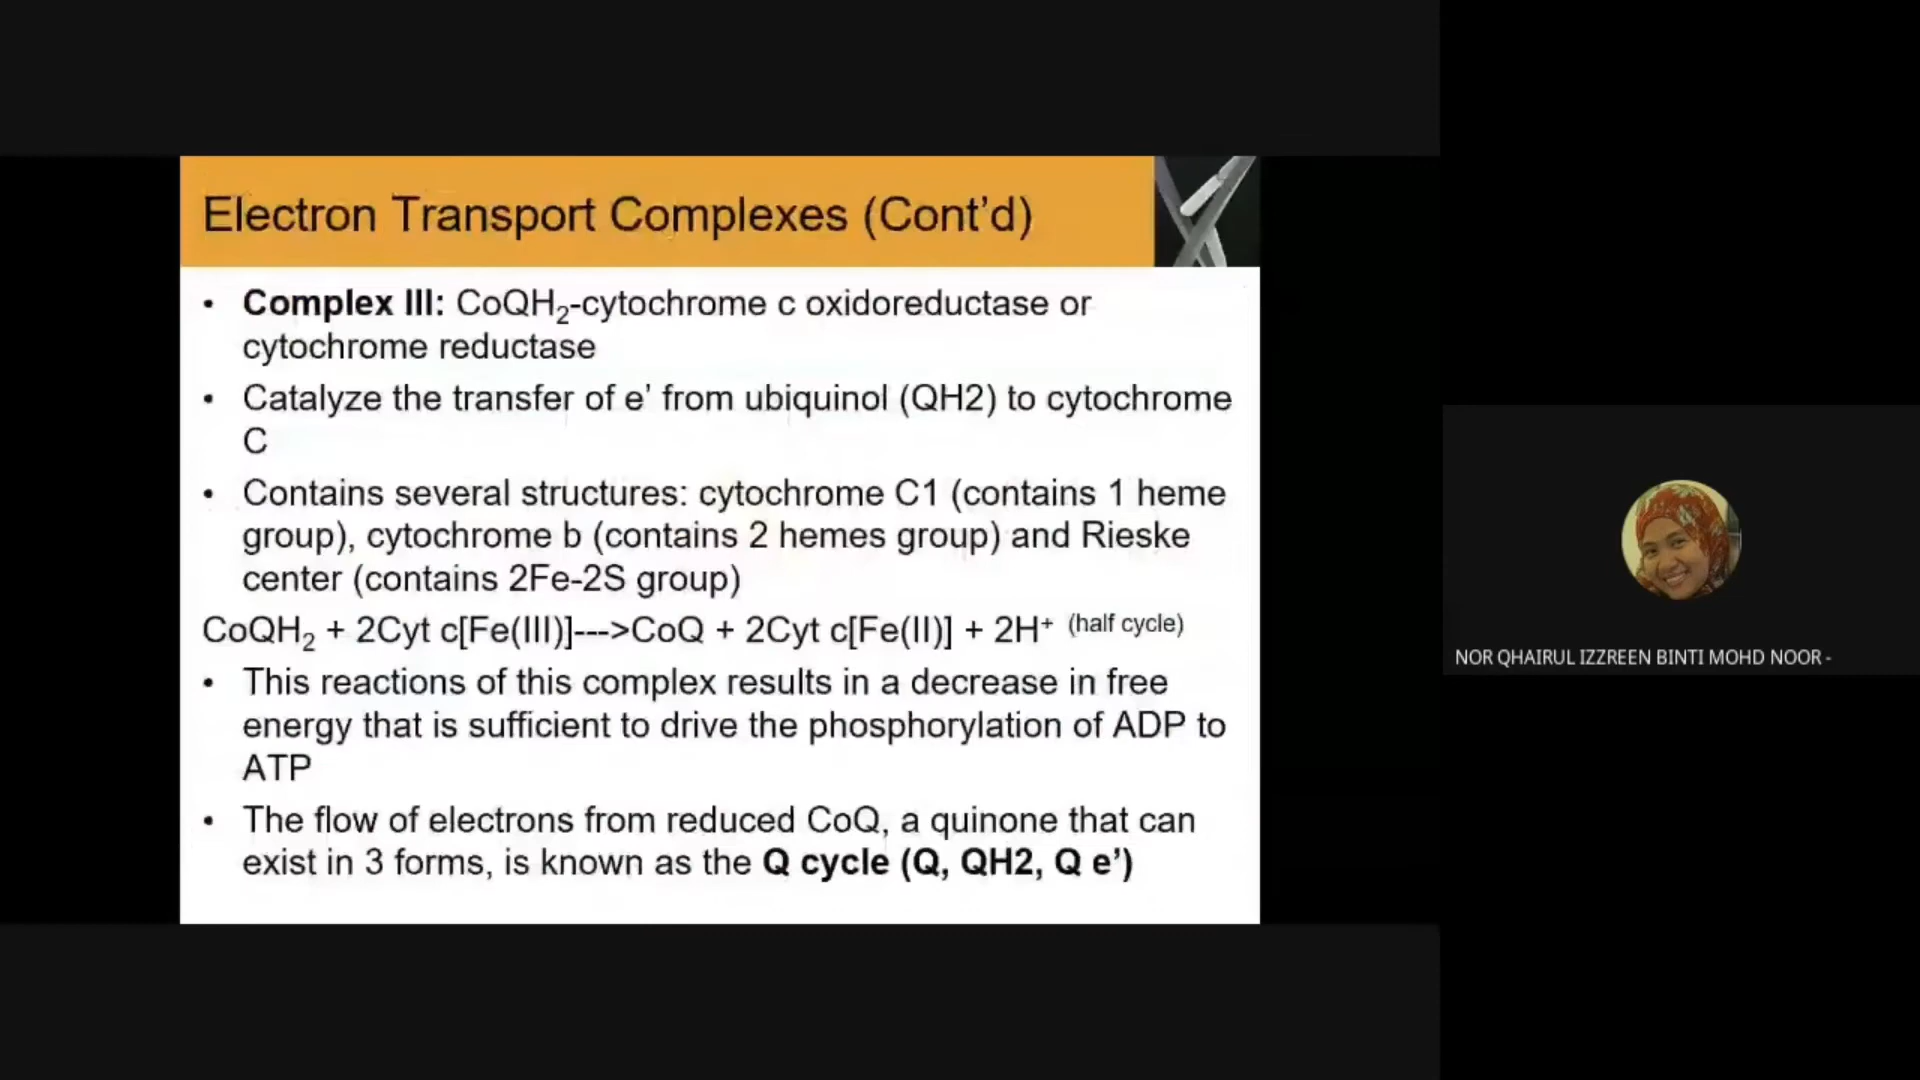 Electron Transport Complexes (Cont’d)
• Complex III: CoQH₂-cytochrome c oxidoreductase or
cytochrome reductase
• Catalyze the transfer of e’ from ubiquinol (QH2) to cytochrome
C
• Contains several structures: cytochrome C1 (contains 1 heme
group), cytochrome b (contains 2 hemes group) and Rieske
center (contains 2Fe-2S group)
CoQH₂ + 2Cyt c[Fe(III)]--->CoQ + 2Cyt c[Fe(II)] + 2H⁺ (half cycle)
• This reactions of this complex results in a decrease in free
energy that is sufficient to drive the phosphorylation of ADP to
ATP
• The flow of electrons from reduced CoQ, a quinone that can
exist in 3 forms, is known as the Q cycle (Q, QH2, Q e’)
NOR QHAIRUL IZZREEN BINTI MOHD NOOR -